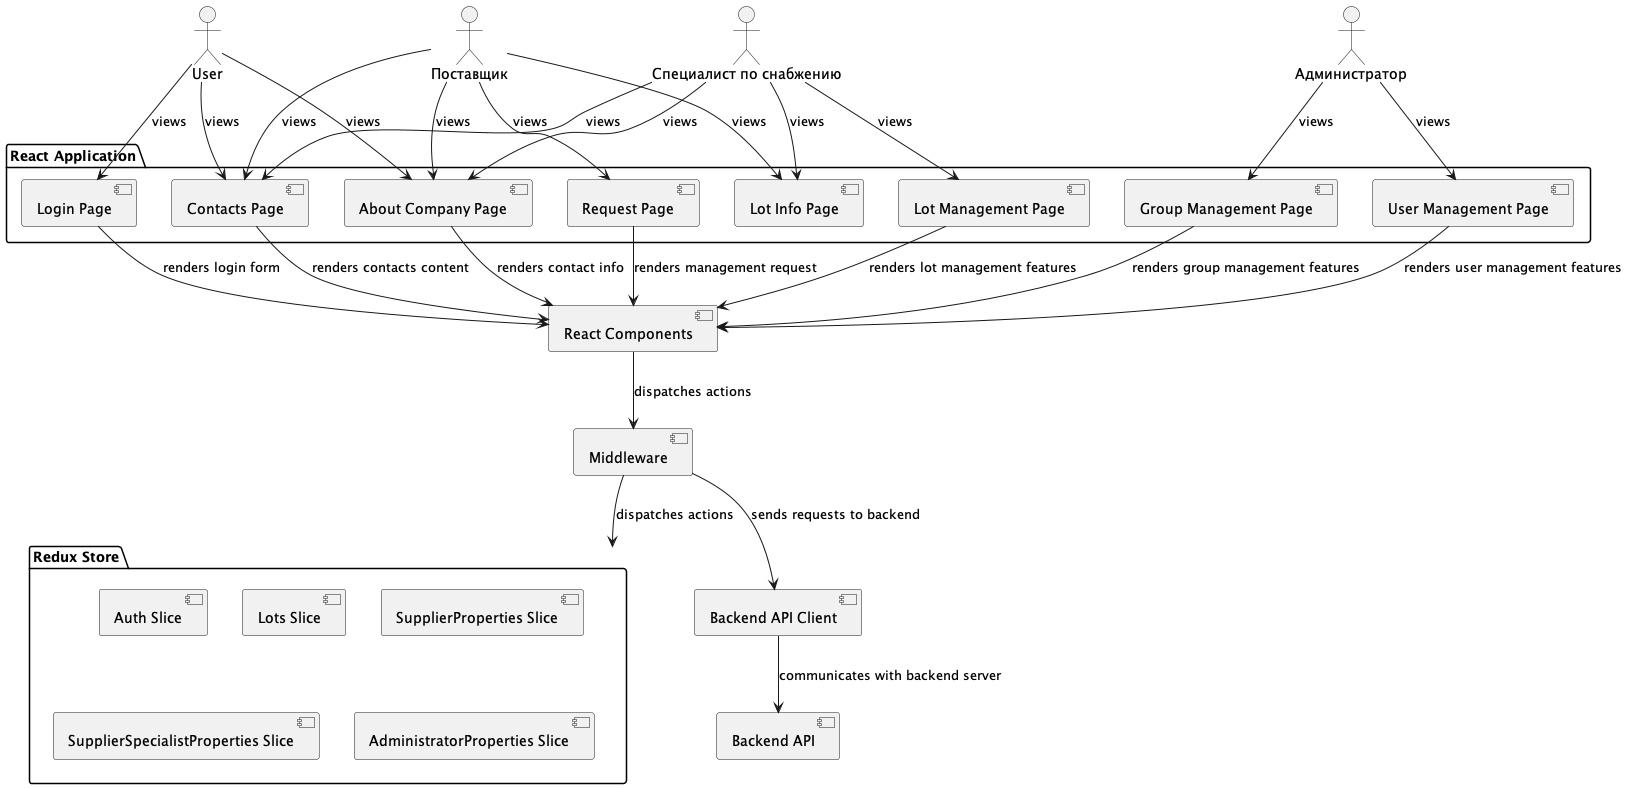 User
Поставщик
Специалист по снабжению
Администратор
views
views
views
views
views
views
views
views
views
views
views
views
React Application
Login Page
Contacts Page
About Company Page
Request Page
Lot Info Page
Lot Management Page
Group Management Page
User Management Page
renders login form
renders contacts content
renders contact info
renders management request
renders lot management features
renders group management features
renders user management features
React Components
dispatches actions
Middleware
dispatches actions
sends requests to backend
Redux Store
Auth Slice
Lots Slice
SupplierProperties Slice
Backend API Client
communicates with backend server
SupplierSpecialistProperties Slice
AdministratorProperties Slice
Backend API